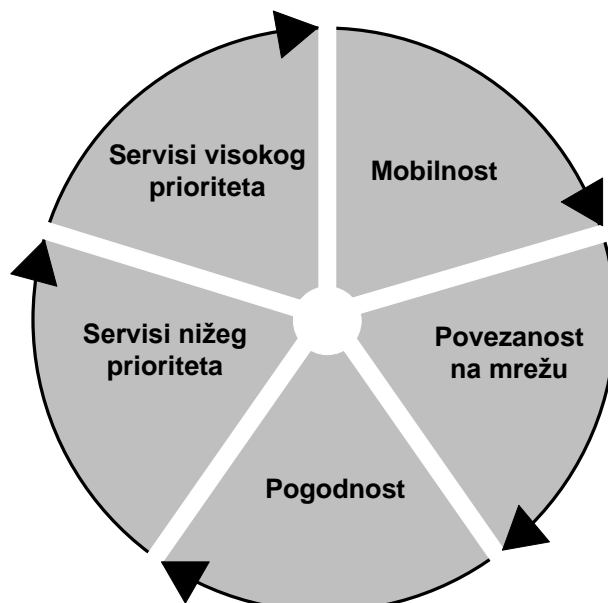 Servisi visokog
prioriteta
Mobilnost
Servisi nižeg
prioriteta
Povezanost
na mrežu
Pogodnost